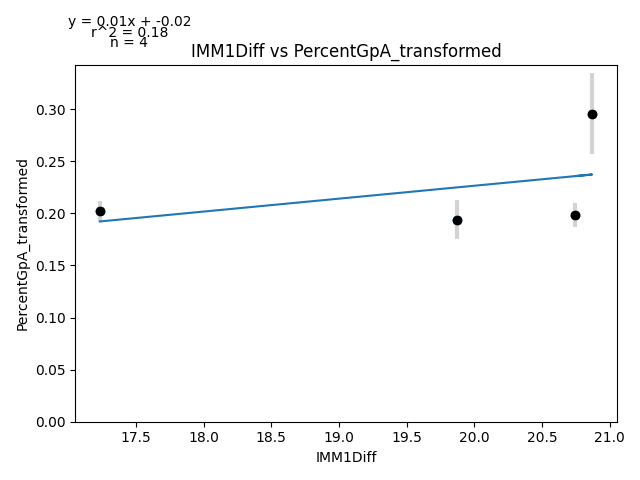 y = 0.01x + -0.02
r^2 = 0.18
n = 4
IMM1Diff vs PercentGpA_transformed
PercentGpA_transformed
0.30
0.25
0.20
0.15
0.10
0.05
0.00
17.5 18.0 18.5 19.0 19.5 20.0 20.5 21.0
IMM1Diff